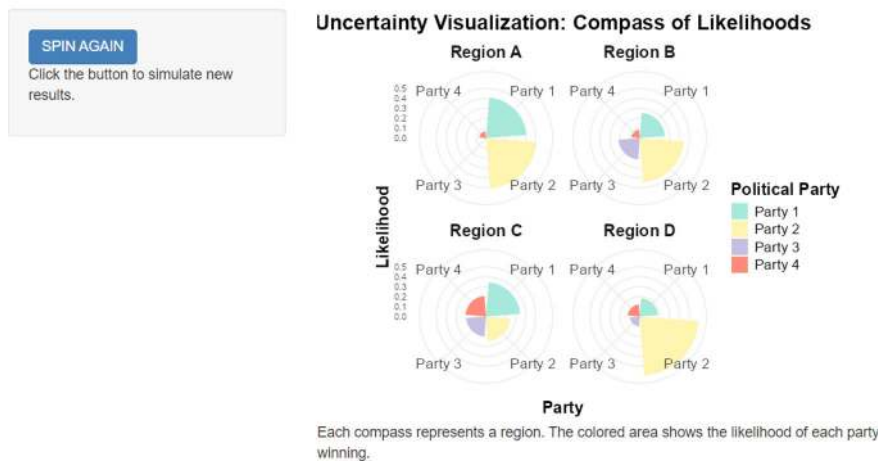 SPIN AGAIN
Click the button to simulate new
results.
Uncertainty Visualization: Compass of Likelihoods
Region A
Region B
Party 4
Party 1
Party 4
Party 1
0.5
0.4
0.3
0.2
0.1
0.0
Party 3
Party 2
Party 3
Party 2
Likelihood
Region C
Region D
Party 4
Party 1
Party 4
Party 1
0.5
0.4
0.3
0.2
0.1
0.0
Party 3
Party 2
Party 3
Party 2
Party
Political Party
Party 1
Party 2
Party 3
Party 4
Each compass represents a region. The colored area shows the likelihood of each party
winning.